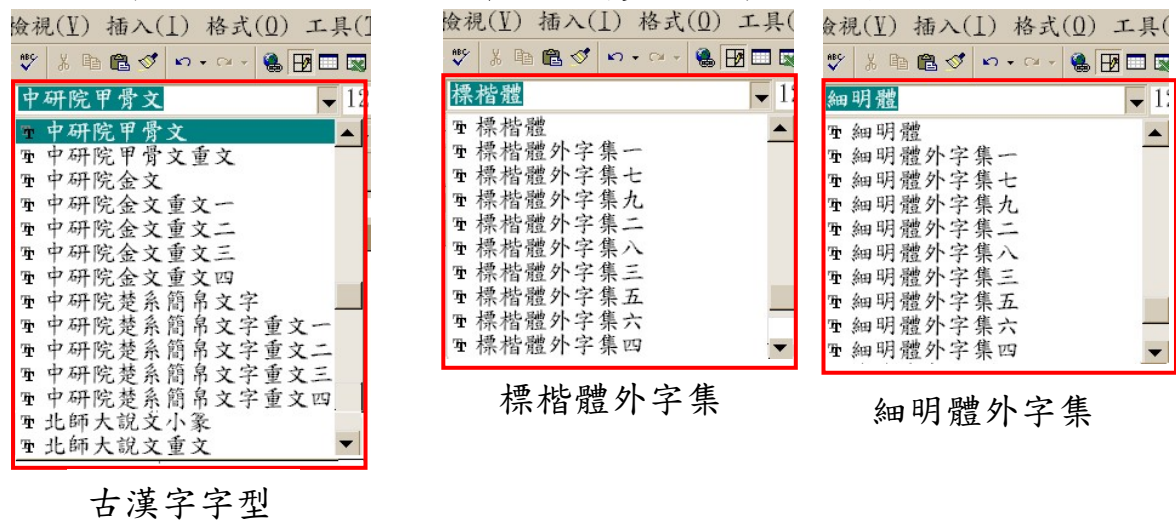 檢視(V) 插入(I) 格式(O) 工具(T
ABC
中研院甲骨文 12
中研院甲骨文
中研院甲骨文重文
中研院金文
中研院金文重文一
中研院金文重文二
中研院金文重文三
中研院金文重文四
中研院楚系簡帛文字
中研院楚系簡帛文字重文一
中研院楚系簡帛文字重文二
中研院楚系簡帛文字重文三
中研院楚系簡帛文字重文四
北師大說文小篆
北師大說文重文
古漢字字型
檢視(V) 插入(I) 格式(O) 工具(
ABC
標楷體 1
標楷體
標楷體外字集一
標楷體外字集七
標楷體外字集九
標楷體外字集二
標楷體外字集八
標楷體外字集三
標楷體外字集五
標楷體外字集六
標楷體外字集四
標楷體外字集
檢視(V) 插入(I) 格式(O) 工具(
ABC
細明體 1
細明體
細明體外字集一
細明體外字集七
細明體外字集九
細明體外字集二
細明體外字集八
細明體外字集三
細明體外字集五
細明體外字集六
細明體外字集四
細明體外字集